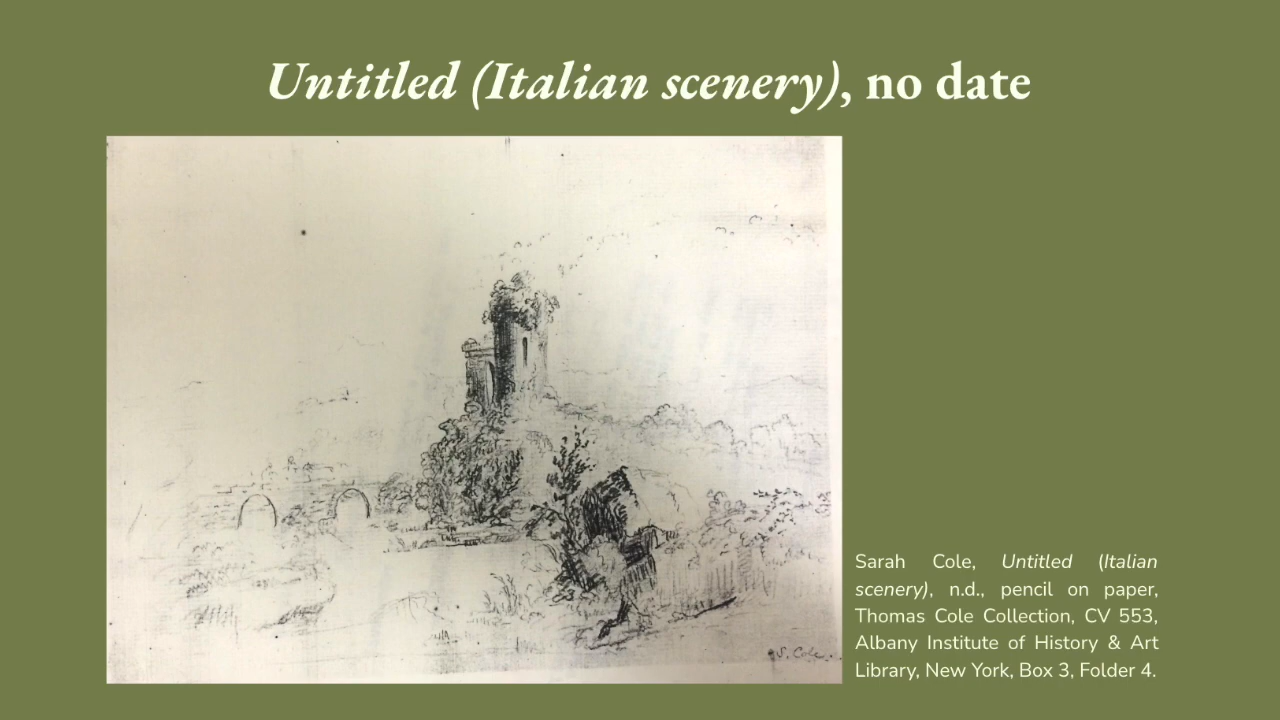 Untitled (Italian scenery), no date
S. Cole.
Sarah Cole, Untitled (Italian
scenery), n.d., pencil on paper,
Thomas Cole Collection, CV 553,
Albany Institute of History & Art
Library, New York, Box 3, Folder 4.